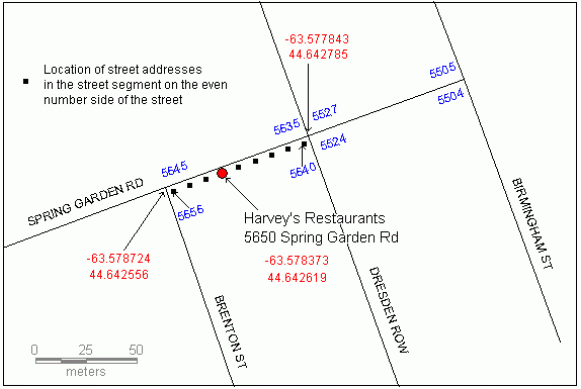 -63.577843
44.642785
Location of street addresses
in the street segment on the even
number side of the street
5505
5504
5527
5635
5524
5645
5640
SPRING GARDEN RD
5656
Harvey's Restaurants
5650 Spring Garden Rd
-63.578724
44.642556
-63.578373
44.642619
BIRMINGHAM ST
DRESDEN ROW
BRENTON ST
0 25 50
meters